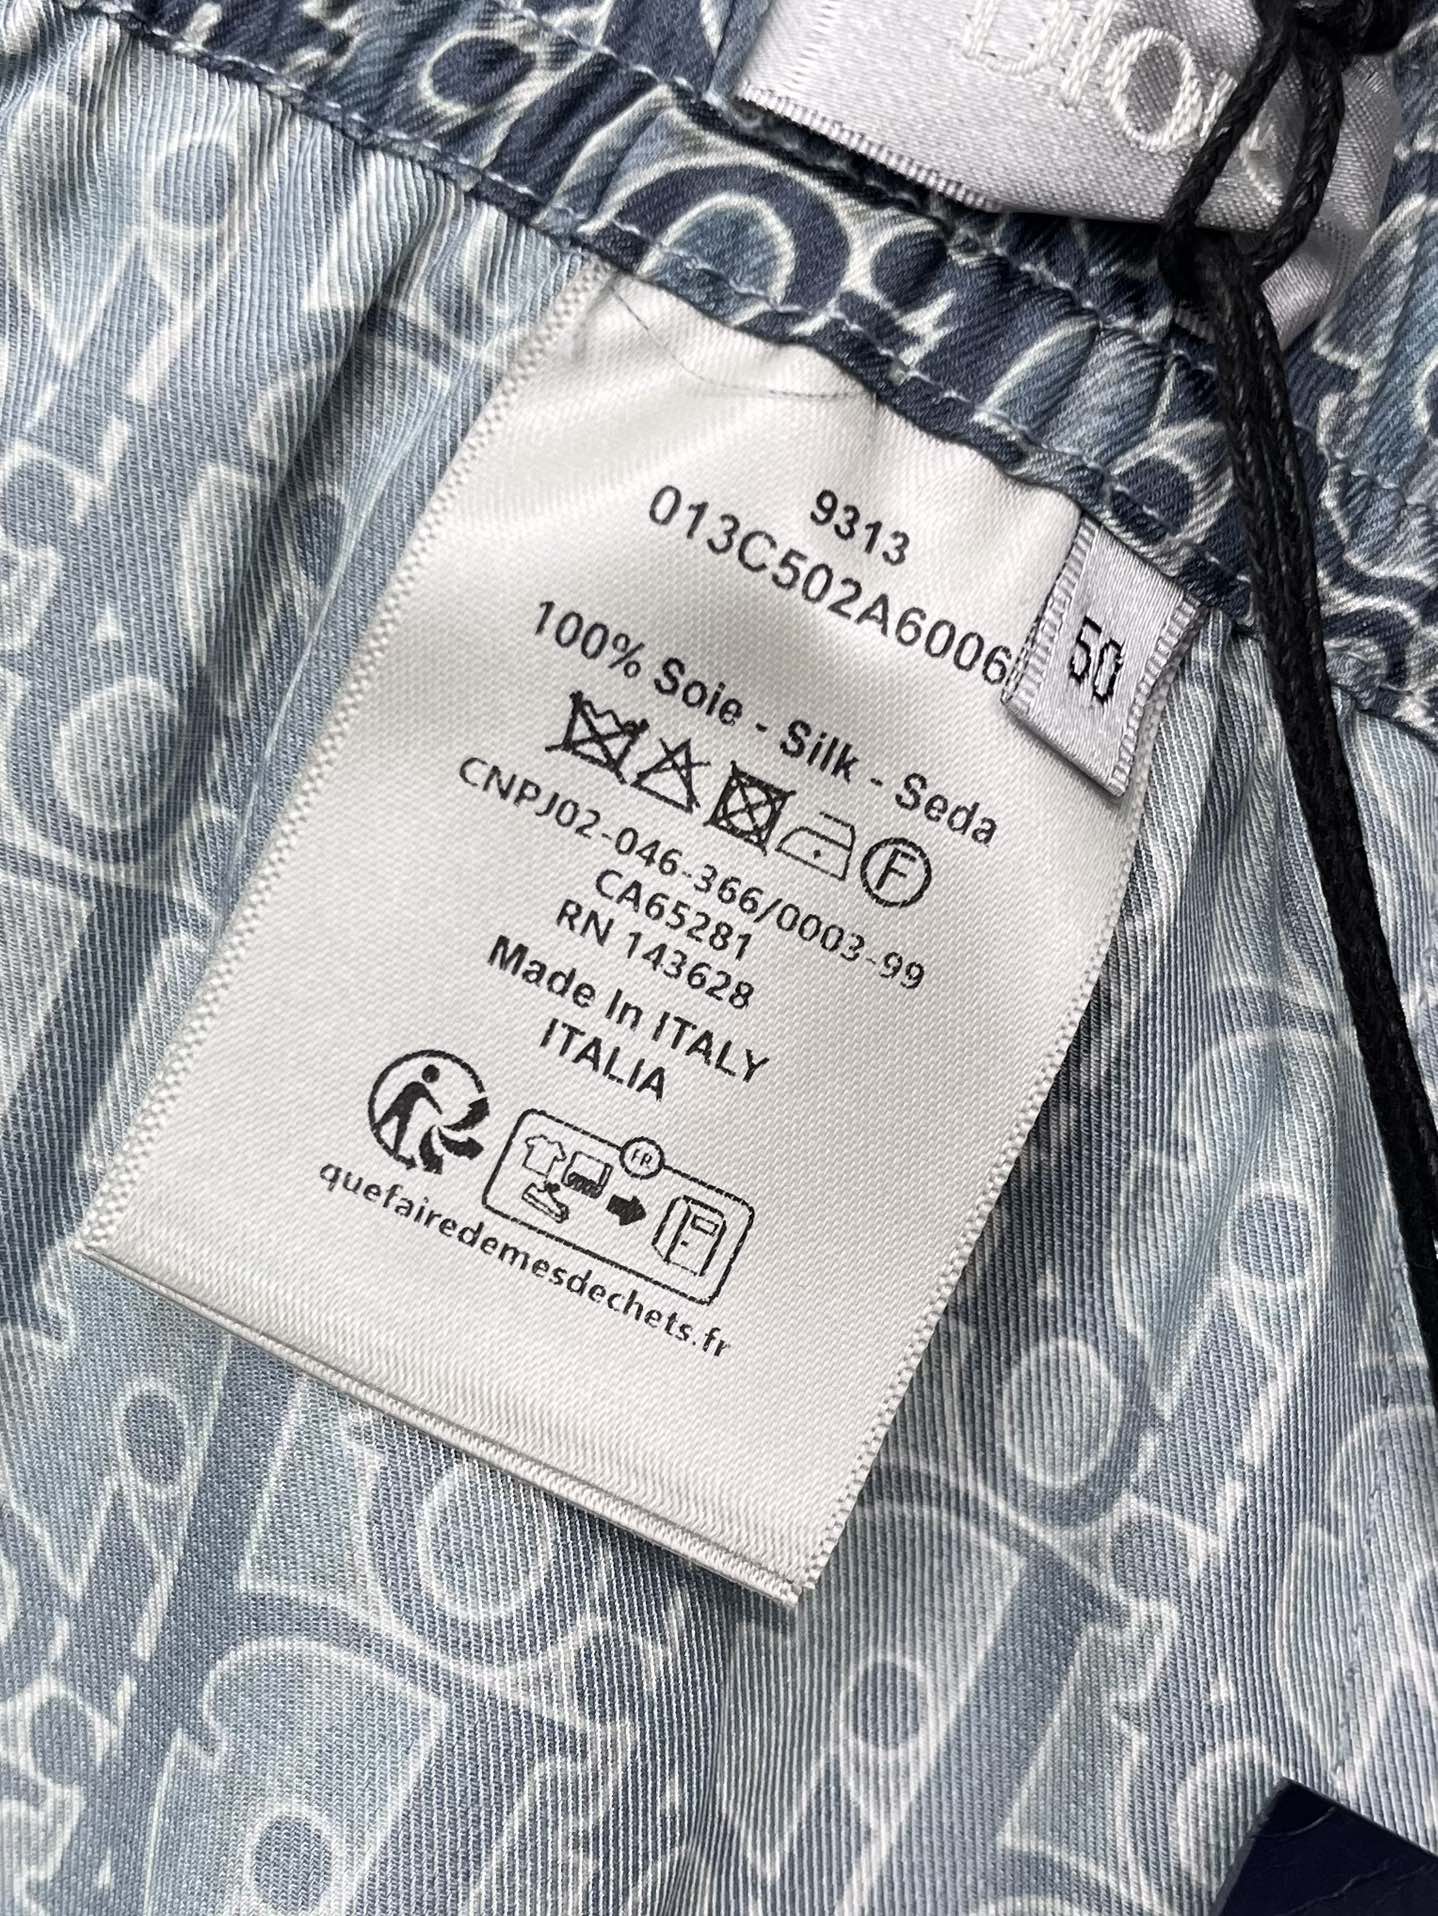 Dior
9313
013C502A6006
50
100% Soie - Silk - Seda
F
CNPJ02-046-366/0003-99
CA65281
RN 143628
Made In ITALY
ITALIA
FR
quefairedemesdechets.fr